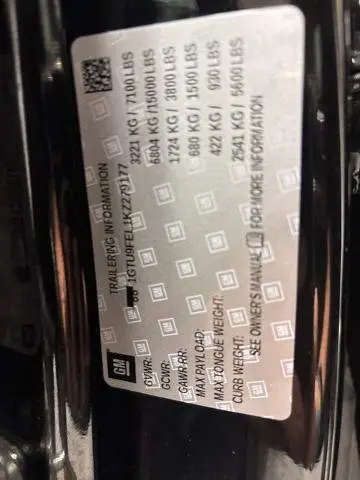 GM
TRAILERING INFORMATION
1GTU9FEL1KZ279177
GVWR: 3221 KG / 7100 LBS
GCWR: 6804 KG / 15000 LBS
GAWR RR: 1724 KG / 3800 LBS
MAX PAYLOAD: 680 KG / 1500 LBS
MAX TONGUE WEIGHT: 422 KG / 930 LBS
CURB WEIGHT: 2541 KG / 5600 LBS
SEE OWNER'S MANUAL FOR MORE INFORMATION